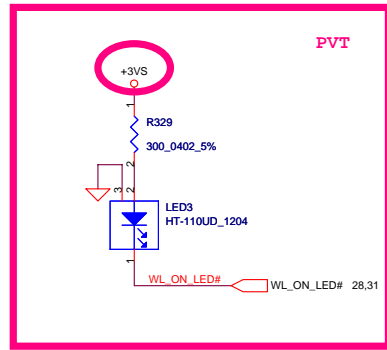 PVT
+3VS
1
R329
300_0402_5%
2
3
2
LED3
HT-110UD_1204
1
WL_ON_LED#
WL_ON_LED# 28,31